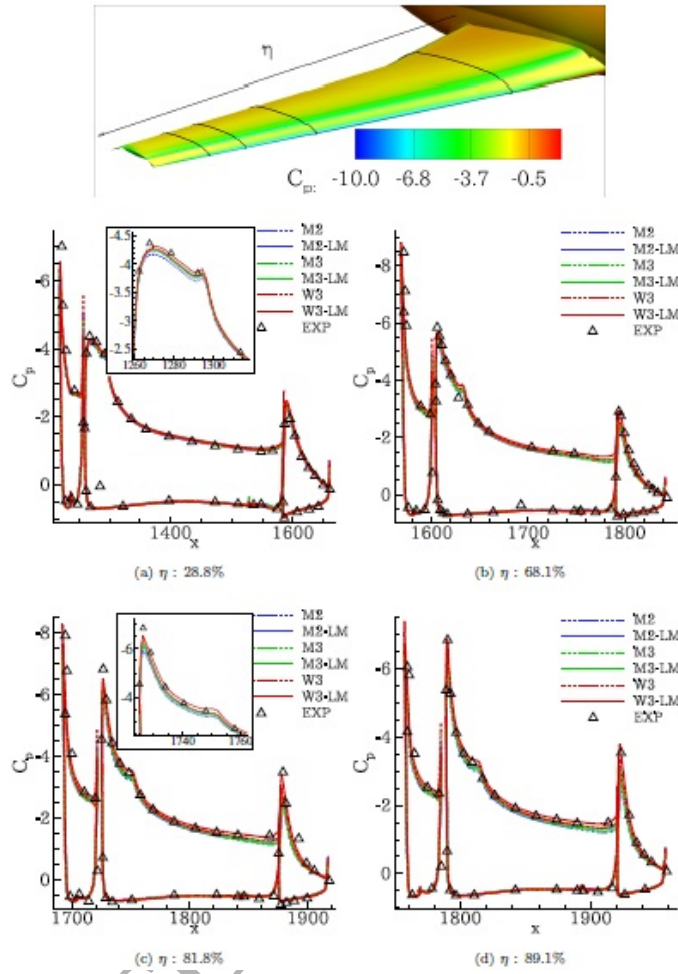 η
Cp: -10.0 -6.8 -3.7 -0.5
M2
M2-LM
M3
M3-LM
W3
W3-LM
EXP
-4.5
-4
-3.5
-3
-2.5
1260 1280 1300
Cp
-6
-4
-2
0
1400 1600
x
(a) η : 28.8%
M2
M2-LM
M3
M3-LM
W3
W3-LM
EXP
Cp
-8
-6
-4
-2
0
1600 1700 1800
x
(b) η : 68.1%
M2
M2-LM
M3
M3-LM
W3
W3-LM
EXP
-6
-4
1740 1760
Cp
-8
-6
-4
-2
0
1700 1800 1900
x
(c) η : 81.8%
M2
M2-LM
M3
M3-LM
W3
W3-LM
EXP
Cp
-6
-4
-2
0
1800 1900
x
(d) η : 89.1%